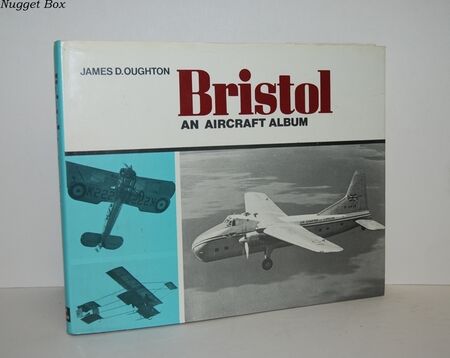 Nugget Box
JAMES D.OUGHTON
Bristol
AN AIRCRAFT ALBUM